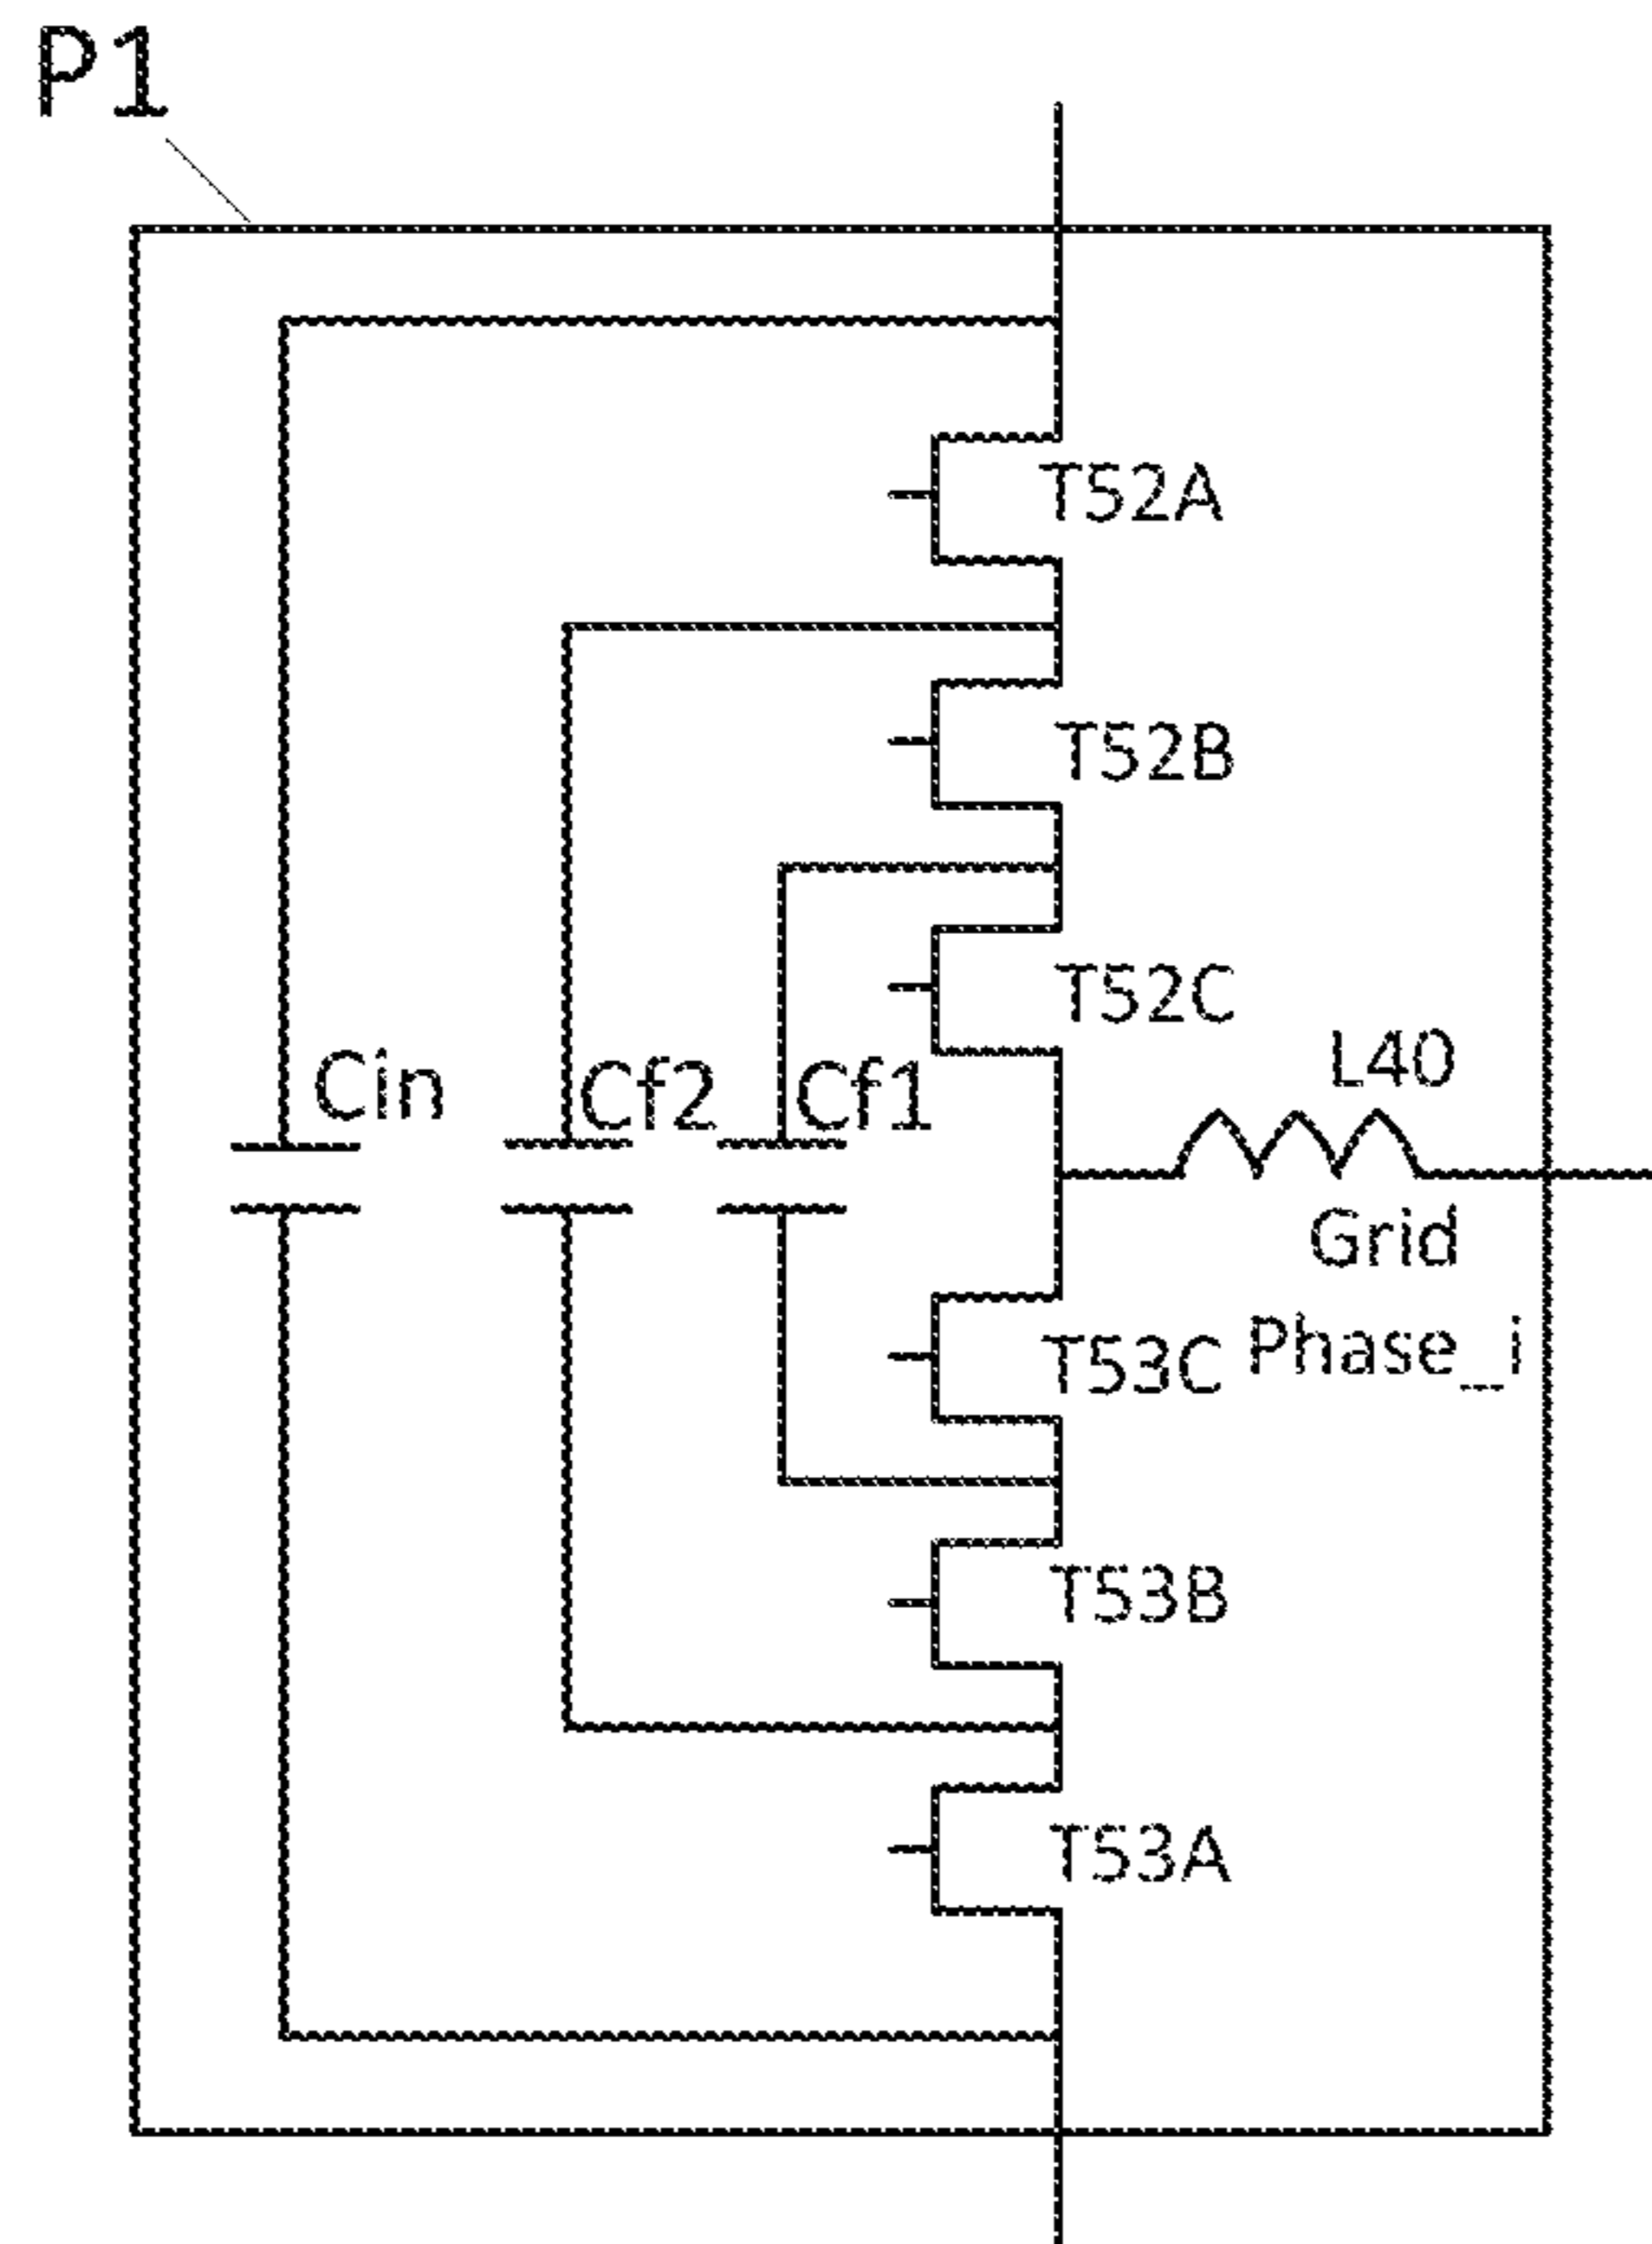 P1
T52A
T52B
T52C
L40
Cin
Cf2
Cf1
Grid
Phase_i
T53C
T53B
T53A